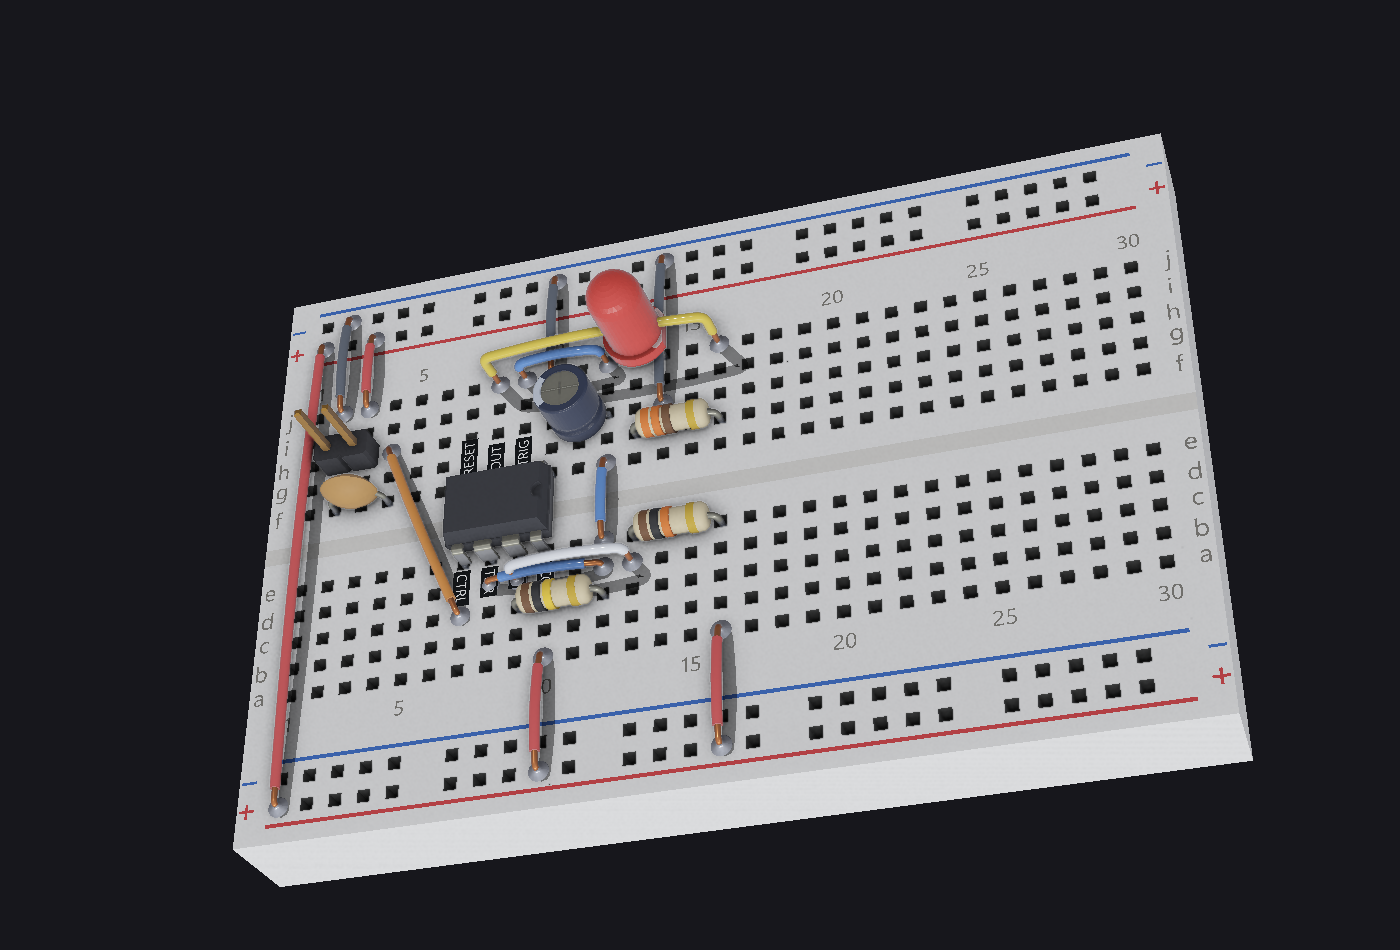 − −
+ +
30
25
20
15
5
j j
i i
h h
g g
f f
RESET
OUT
TRIG
e e
d d
c c
b b
a a
CTRL
30
25
20
15
5
− −
+ +